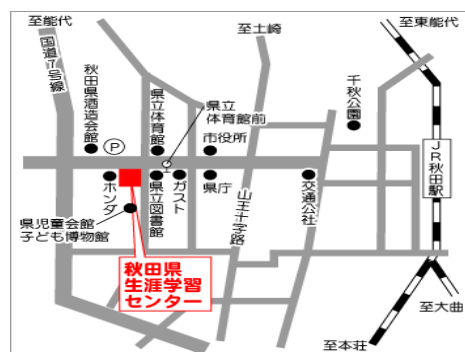 至能代
至土崎
至東能代
国道7号線
秋田県酒造会館
P
県立体育館
県立
体育館前
市役所
千秋公園
JR秋田駅
ホンダ
県立図書館
ガスト
県庁
山王十字路
交通公社
県児童会館
子ども博物館
秋田県
生涯学習
センター
至大曲
至本荘